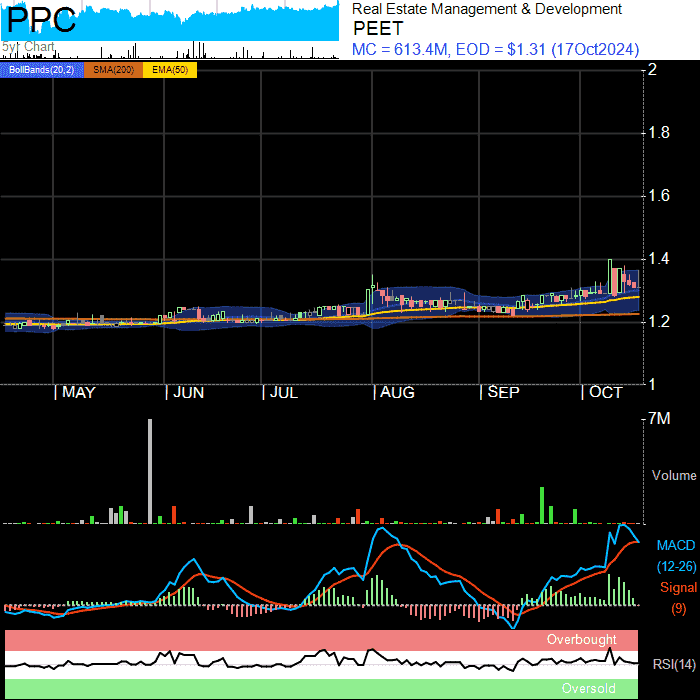 PPC
5yr Chart
Real Estate Management & Development
PEET
MC = 613.4M, EOD = $1.31 (17Oct2024)
BollBands(20,2) SMA(200) EMA(50)
2
1.8
1.6
1.4
1.2
1
MAY JUN JUL AUG SEP OCT
7M
Volume
MACD
(12-26)
Signal
(9)
Overbought
RSI(14)
Oversold